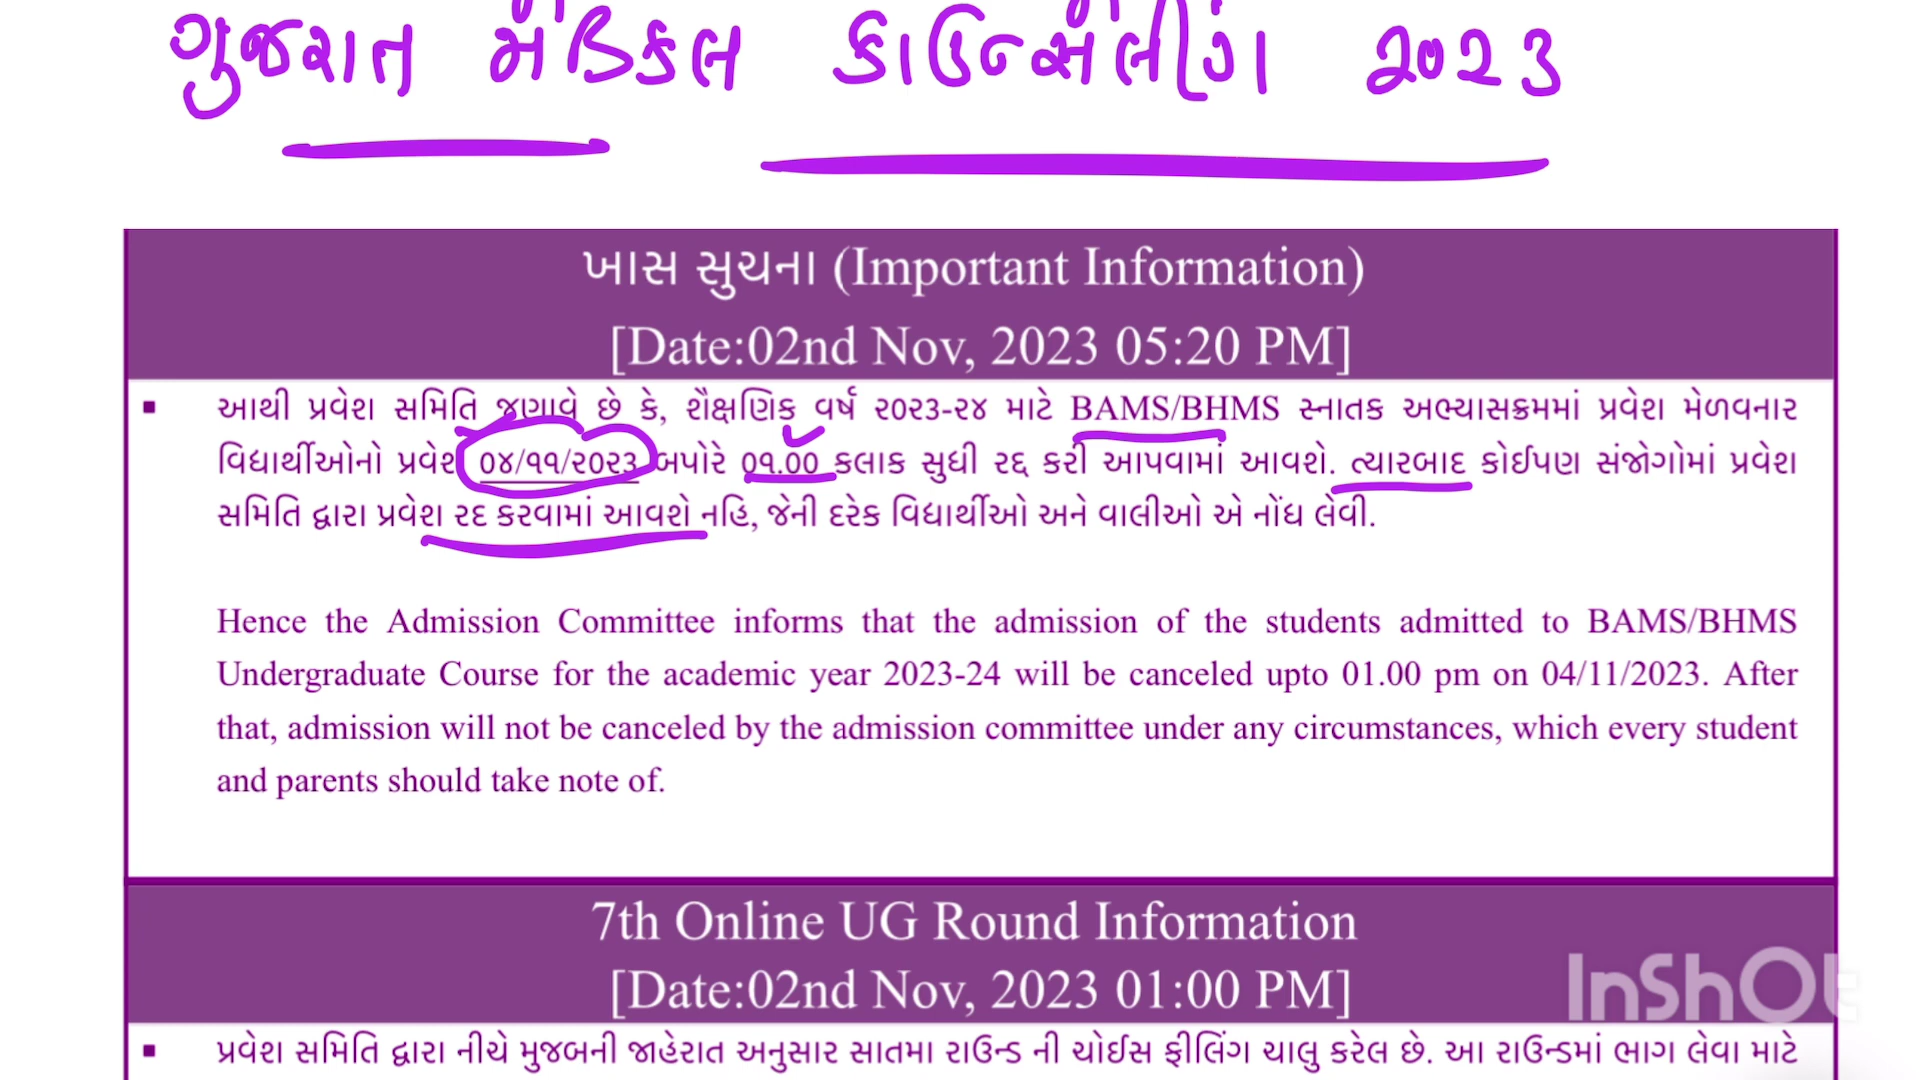 ગુજરાત મેડિકલ કાઉન્સેલીંગ ૨૦૨૩
ખાસ સુચના (Important Information)
[Date:02nd Nov, 2023 05:20 PM]
▪ આથી પ્રવેશ સમિતિ જણાવે છે કે, શૈક્ષણિક વર્ષ ૨૦૨૩-૨૪ માટે BAMS/BHMS સ્નાતક અભ્યાસક્રમમાં પ્રવેશ મેળવનાર
વિદ્યાર્થીઓનો પ્રવેશ ૦૪/૧૧/૨૦૨૩ બપોરે ૦૧.૦૦ કલાક સુધી રદ્દ કરી આપવામાં આવશે. ત્યારબાદ કોઈપણ સંજોગોમાં પ્રવેશ
સમિતિ દ્વારા પ્રવેશ રદ કરવામાં આવશે નહિ, જેની દરેક વિદ્યાર્થીઓ અને વાલીઓ એ નોંધ લેવી.
Hence the Admission Committee informs that the admission of the students admitted to BAMS/BHMS
Undergraduate Course for the academic year 2023-24 will be canceled upto 01.00 pm on 04/11/2023. After
that, admission will not be canceled by the admission committee under any circumstances, which every student
and parents should take note of.
7th Online UG Round Information
[Date:02nd Nov, 2023 01:00 PM]
▪ પ્રવેશ સમિતિ દ્વારા નીચે મુજબની જાહેરાત અનુસાર સાતમા રાઉન્ડ ની ચોઈસ ફીલિંગ ચાલુ કરેલ છે. આ રાઉન્ડમાં ભાગ લેવા માટે
InShOt